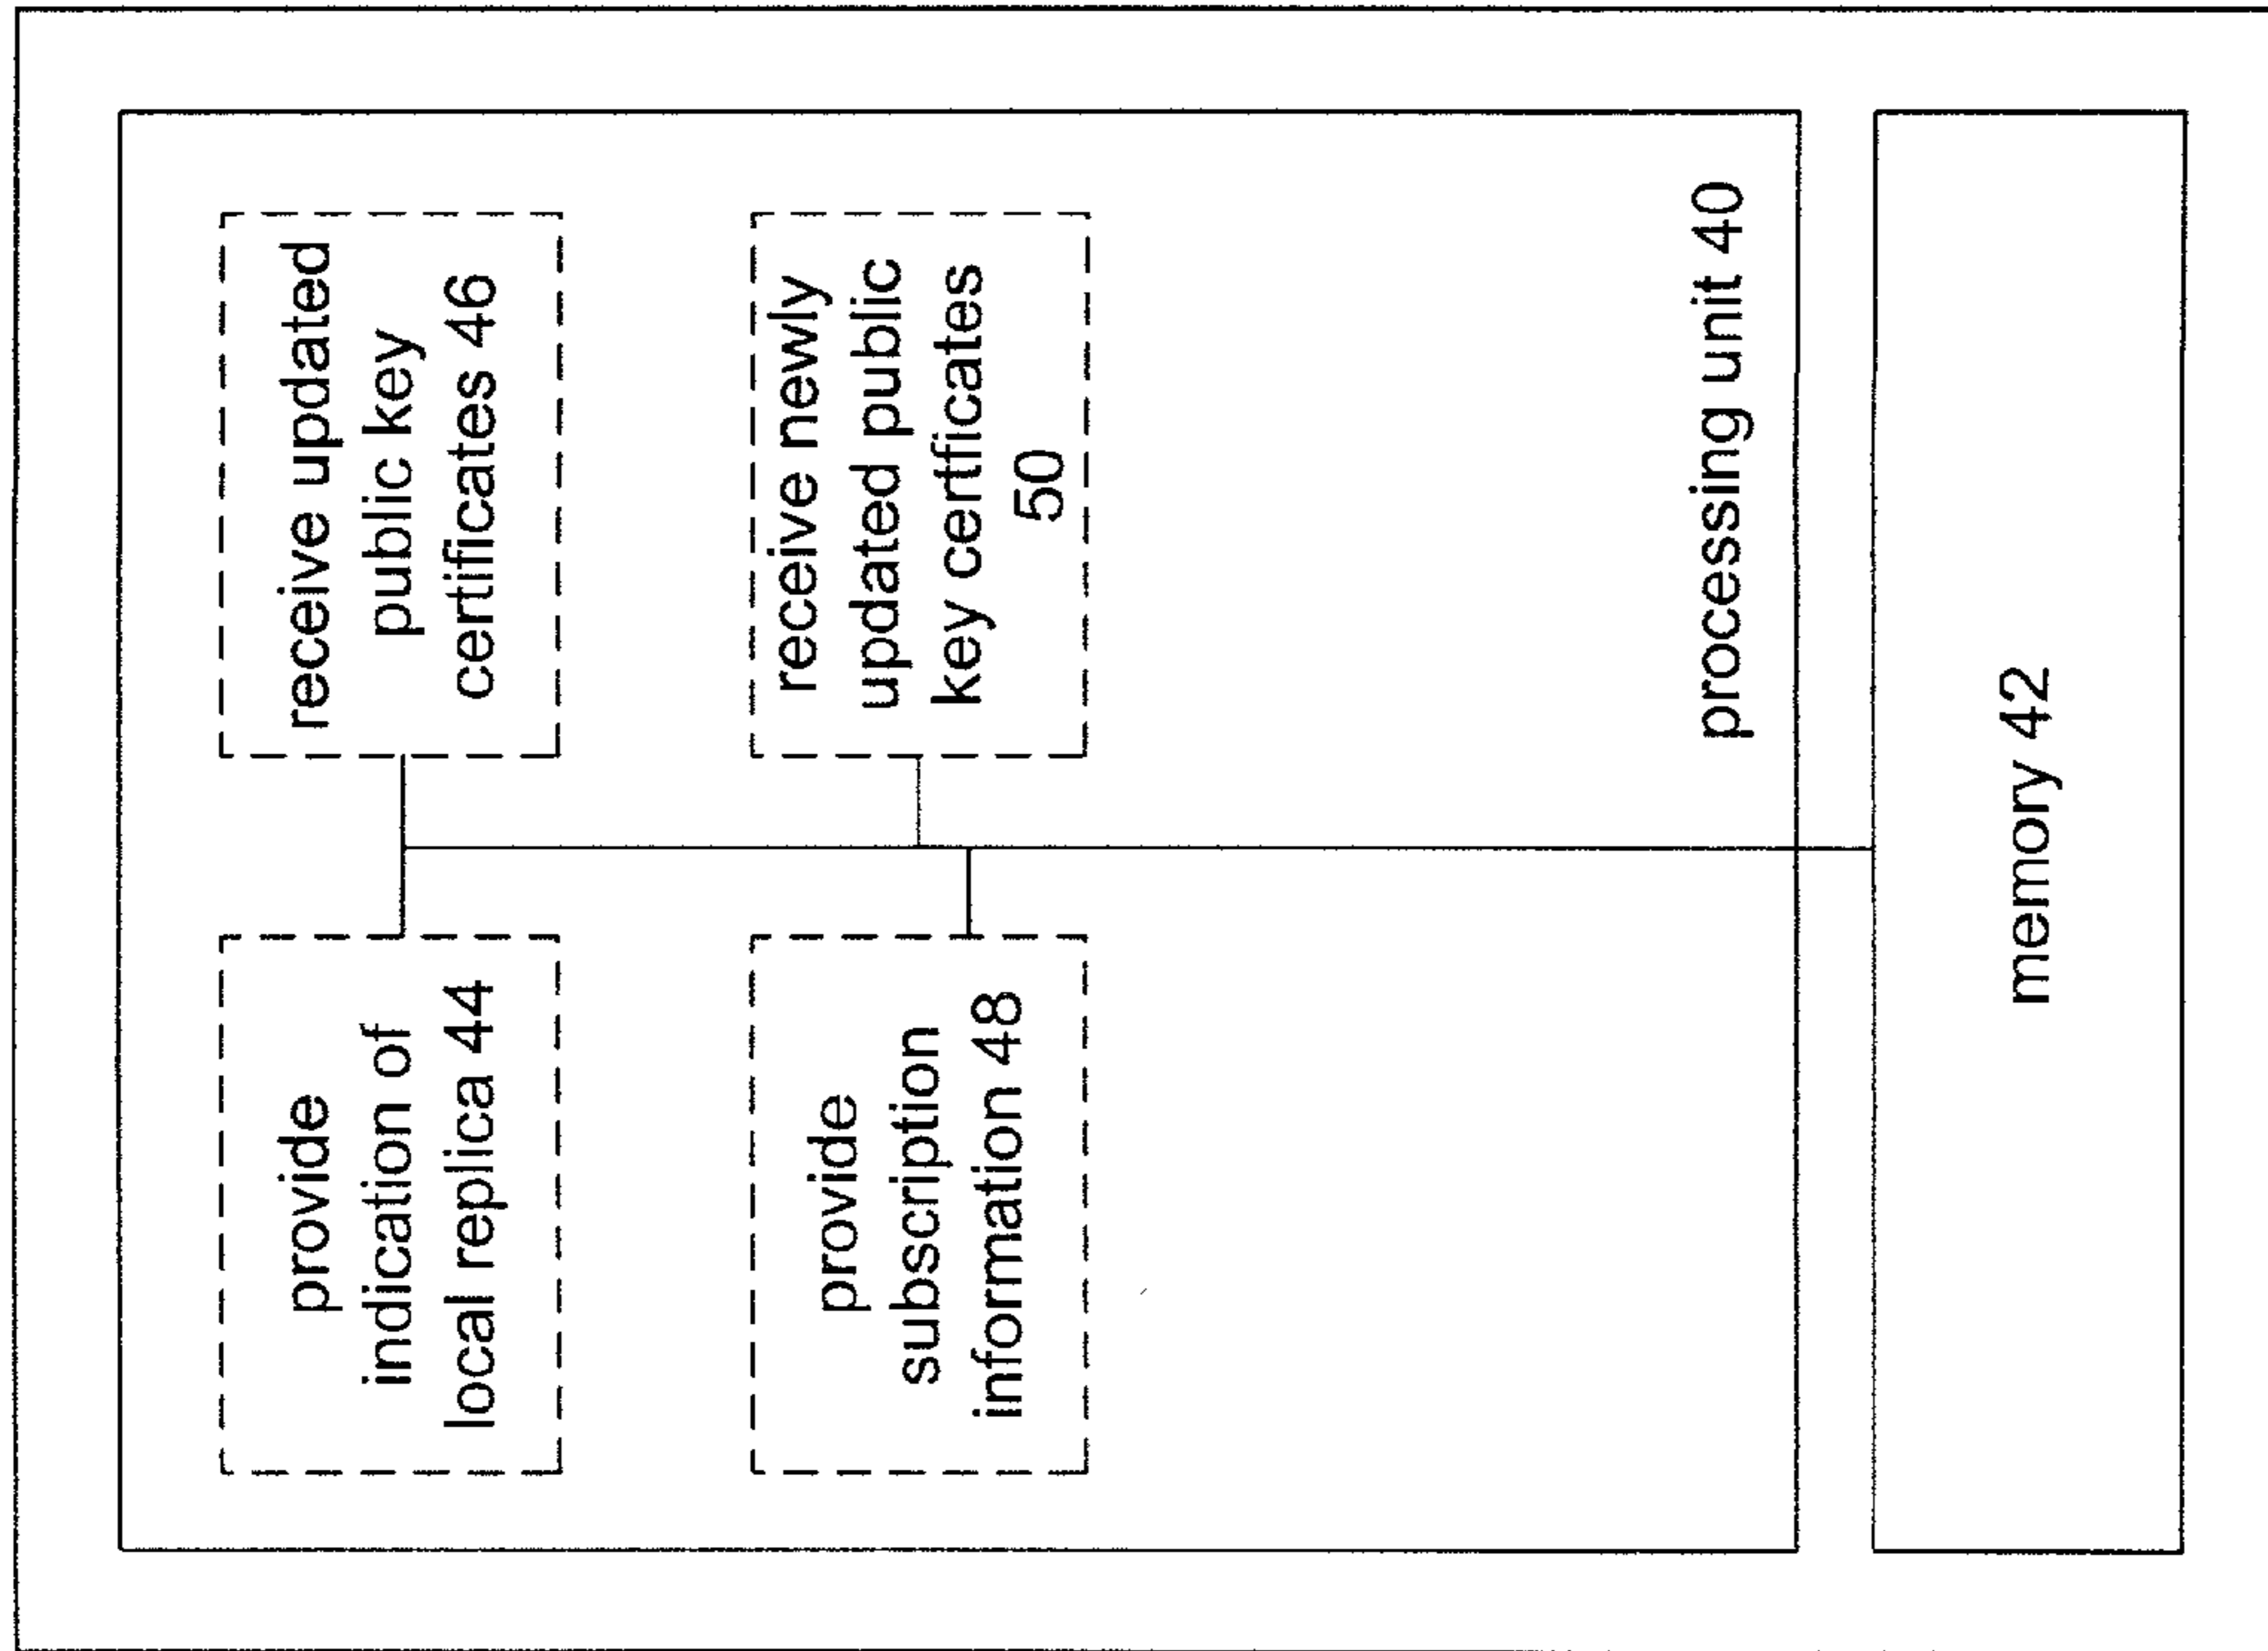 provide
indication of
local replica 44
receive updated
public key
certificates 46
provide
subscription
information 48
receive newly
updated public
key certficates
50
processing unit 40
memory 42